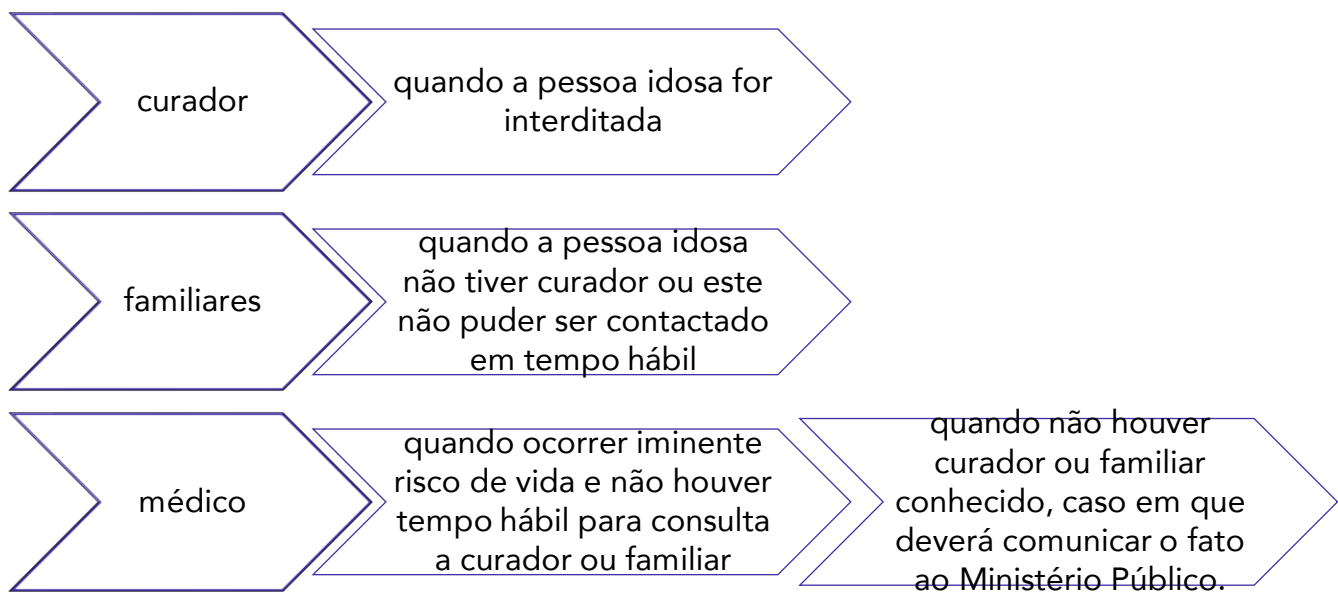 curador
quando a pessoa idosa for
interditada
familiares
quando a pessoa idosa
não tiver curador ou este
não puder ser contactado
em tempo hábil
médico
quando ocorrer iminente
risco de vida e não houver
tempo hábil para consulta
a curador ou familiar
quando não houver
curador ou familiar
conhecido, caso em que
deverá comunicar o fato
ao Ministério Público.